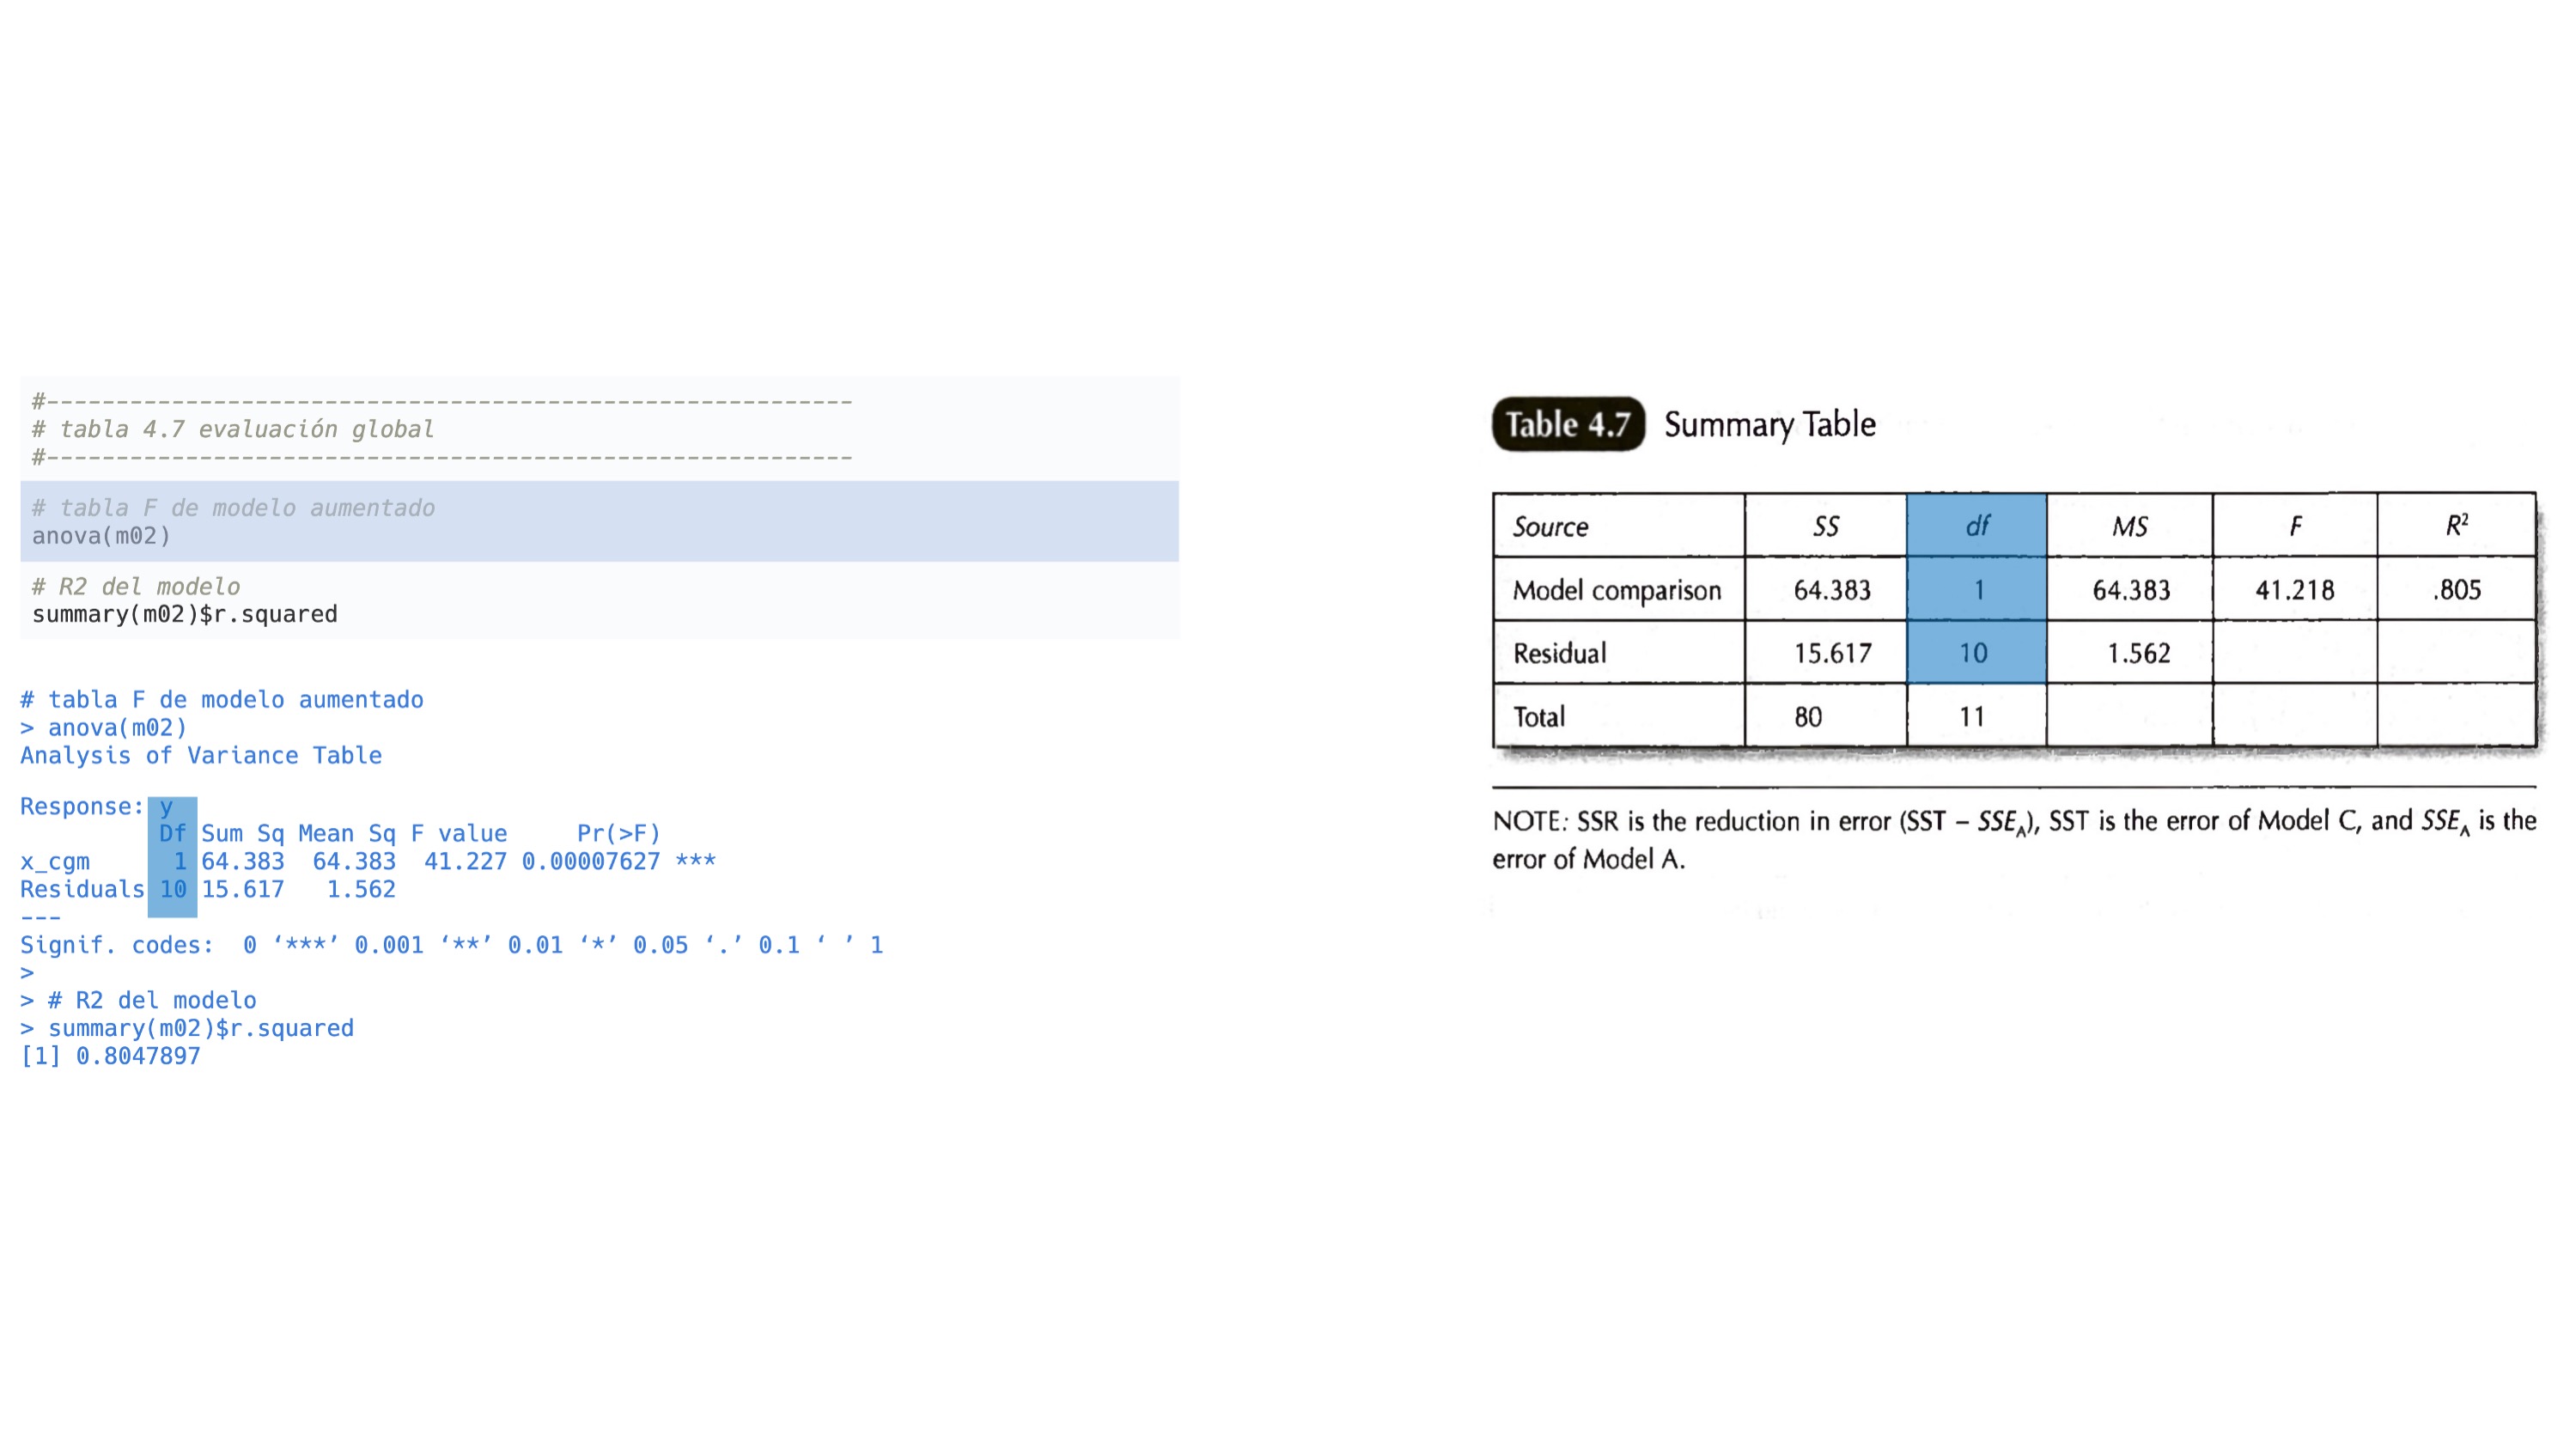 #----------------------------------------------------------
# tabla 4.7 evaluación global
#----------------------------------------------------------
# tabla F de modelo aumentado
anova(m02)
# R2 del modelo
summary(m02)$r.squared
# tabla F de modelo aumentado
> anova(m02)
Analysis of Variance Table
Response: y
Df Sum Sq Mean Sq F value Pr(>F)
x_cgm 1 64.383 64.383 41.227 0.00007627 ***
Residuals 10 15.617 1.562
---
Signif. codes: 0 ‘***’ 0.001 ‘**’ 0.01 ‘*’ 0.05 ‘.’ 0.1 ‘ ’ 1
>
> # R2 del modelo
> summary(m02)$r.squared
[1] 0.8047897
Table 4.7 Summary Table
Source SS df MS F R²
Model comparison 64.383 1 64.383 41.218 .805
Residual 15.617 10 1.562
Total 80 11
NOTE: SSR is the reduction in error (SST – SSE_A), SST is the error of Model C, and SSE_A is the
error of Model A.